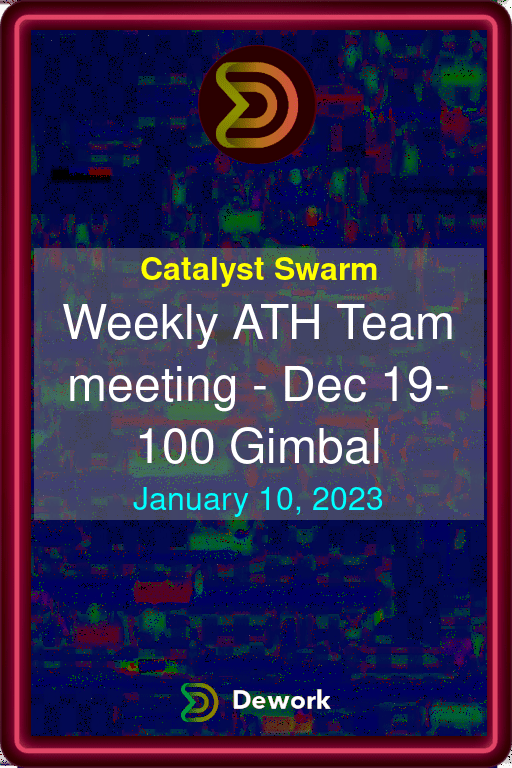 Catalyst Swarm
Weekly ATH Team
meeting - Dec 19-
100 Gimbal
January 10, 2023
Dework